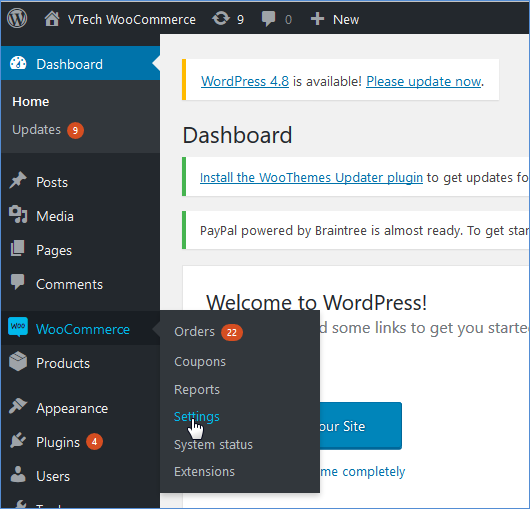 VTech WooCommerce 9 0 New
Dashboard
Home
Updates 9
Posts
Media
Pages
Comments
WooCommerce
Products
Appearance
Plugins 4
Users
WordPress 4.8 is available! Please update now.
Dashboard
Install the WooThemes Updater plugin to get updates fo
PayPal powered by Braintree is almost ready. To get star
Welcome to WordPress!
d some links to get you starte
Orders 22
Coupons
Reports
Settings
System status
Extensions
our Site
me completely